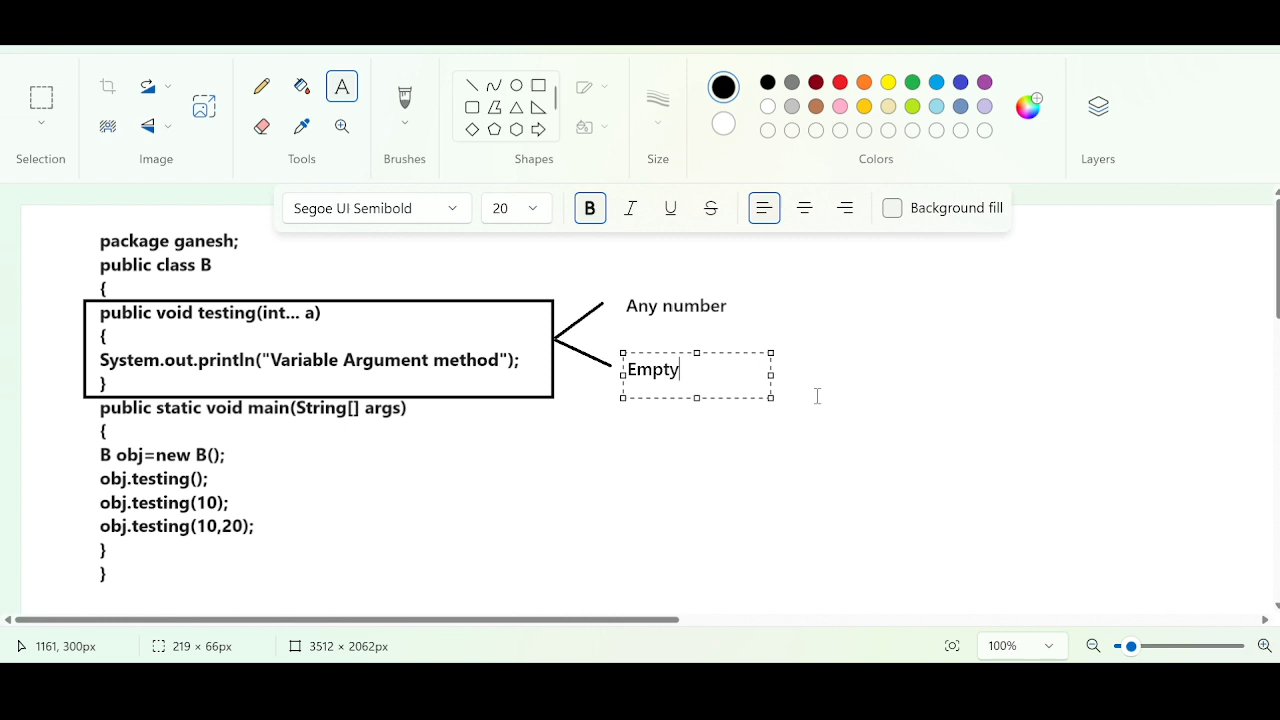 Selection
Image
Tools
Brushes
Shapes
Size
Colors
Layers
Segoe UI Semibold
20
B
I
U
S
Background fill
package ganesh;
public class B
{
public void testing(int... a)
{
System.out.println("Variable Argument method");
}
public static void main(String[] args)
{
B obj=new B();
obj.testing();
obj.testing(10);
obj.testing(10,20);
}
}
Any number
Empty
1161, 300px
219 × 66px
3512 × 2062px
100%